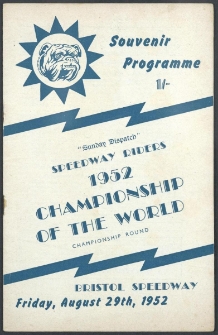 Souvenir
Programme
1/-
"Sunday Dispatch"
SPEEDWAY RIDERS
1952
CHAMPIONSHIP
OF THE WORLD
CHAMPIONSHIP ROUND
BRISTOL SPEEDWAY
Friday, August 29th, 1952